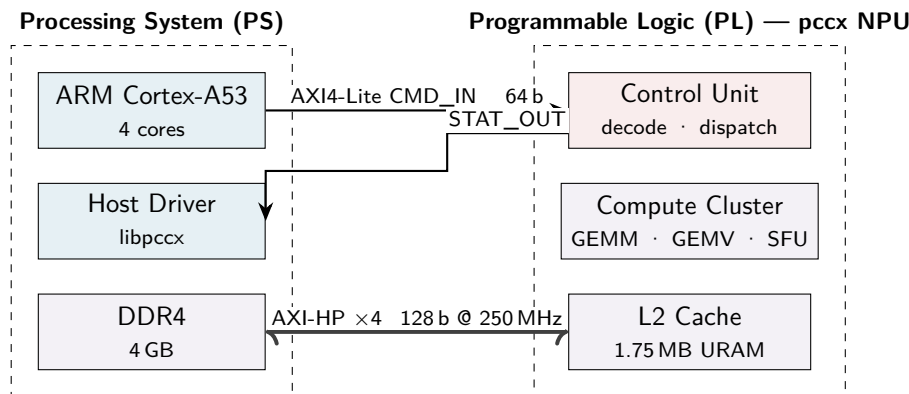 Processing System (PS)
Programmable Logic (PL) — pccx NPU
ARM Cortex-A53
4 cores
AXI4-Lite CMD_IN 64 b
STAT_OUT
Control Unit
decode · dispatch
Host Driver
libpccx
Compute Cluster
GEMM · GEMV · SFU
DDR4
4 GB
AXI-HP ×4 128 b @ 250 MHz
L2 Cache
1.75 MB URAM